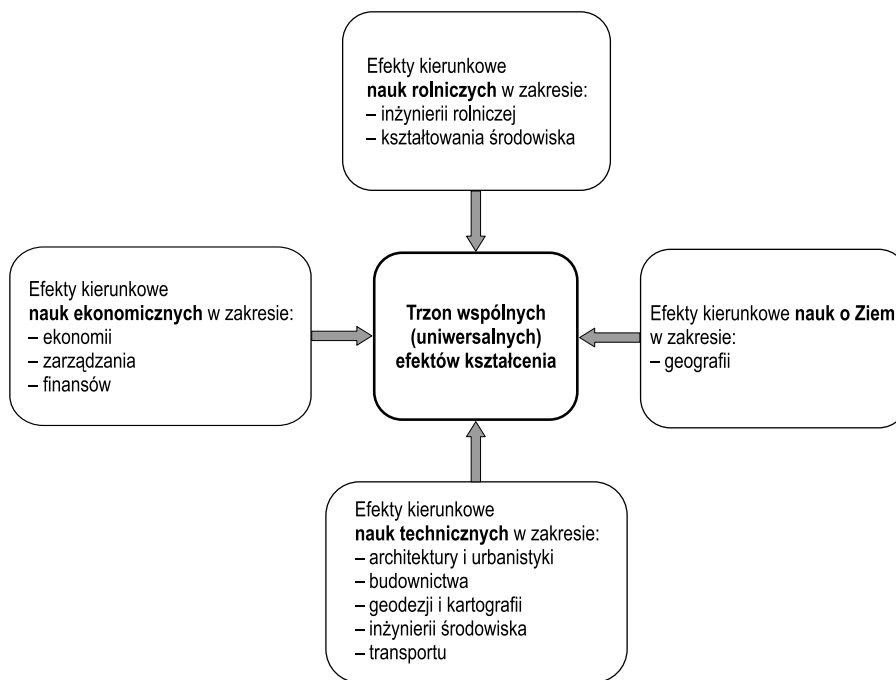 Efekty kierunkowe
nauk rolniczych w zakresie:
– inżynierii rolniczej
– kształtowania środowiska
Efekty kierunkowe
nauk ekonomicznych w zakresie:
– ekonomii
– zarządzania
– finansów
Trzon wspólnych
(uniwersalnych)
efektów kształcenia
Efekty kierunkowe nauk o Ziem
w zakresie:
– geografii
Efekty kierunkowe
nauk technicznych w zakresie:
– architektury i urbanistyki
– budownictwa
– geodezji i kartografii
– inżynierii środowiska
– transportu